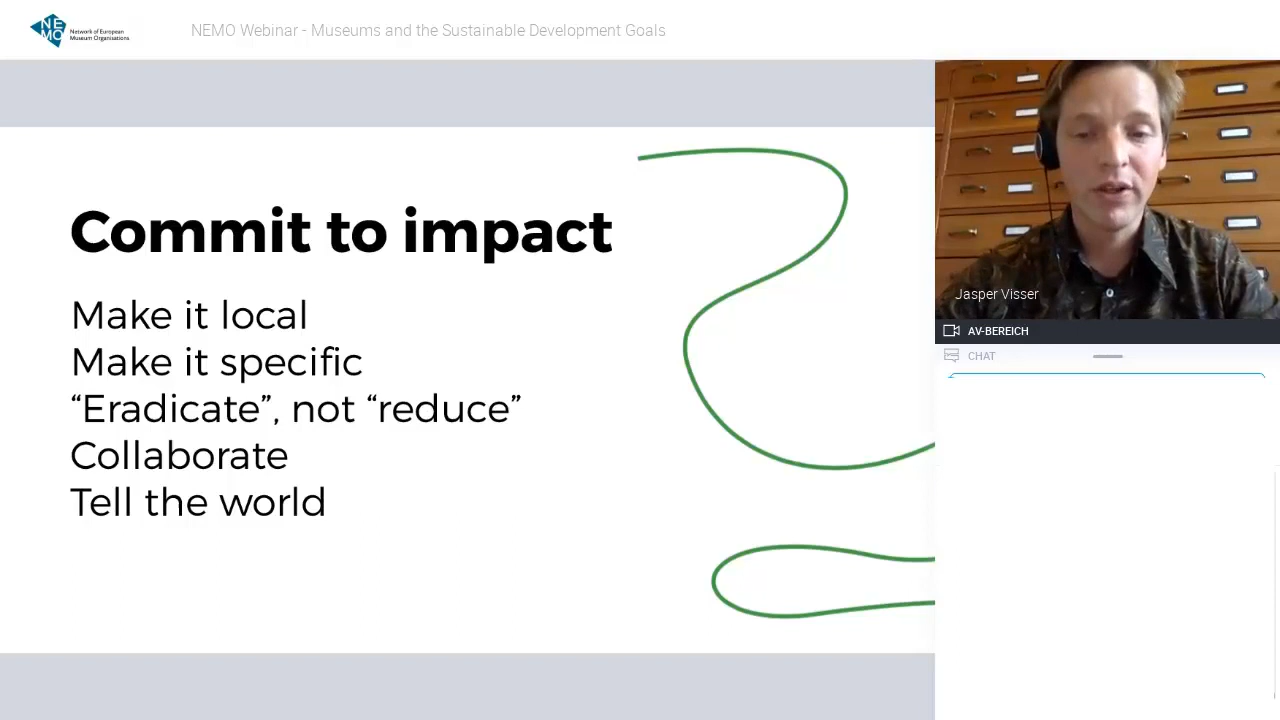 NEMO
Network of European
Museum Organisations
NEMO Webinar - Museums and the Sustainable Development Goals
Commit to impact
Make it local
Make it specific
“Eradicate”, not “reduce”
Collaborate
Tell the world
Jasper Visser
AV-BEREICH
CHAT